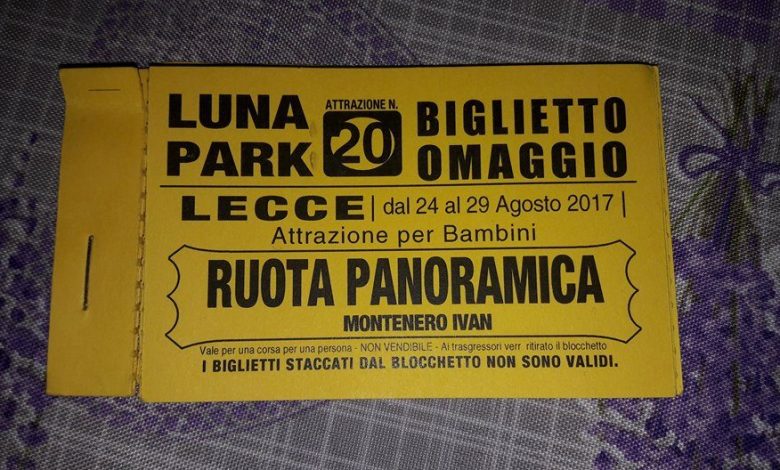 LUNA PARK
ATTRAZIONE N.
20
BIGLIETTO OMAGGIO
LECCE | dal 24 al 29 Agosto 2017 |
Attrazione per Bambini
RUOTA PANORAMICA
MONTENERO IVAN
Vale per una corsa per una persona - NON VENDIBILE - Ai trasgressori verr ritirato il blocchetto
I BIGLIETTI STACCATI DAL BLOCCHETTO NON SONO VALIDI.